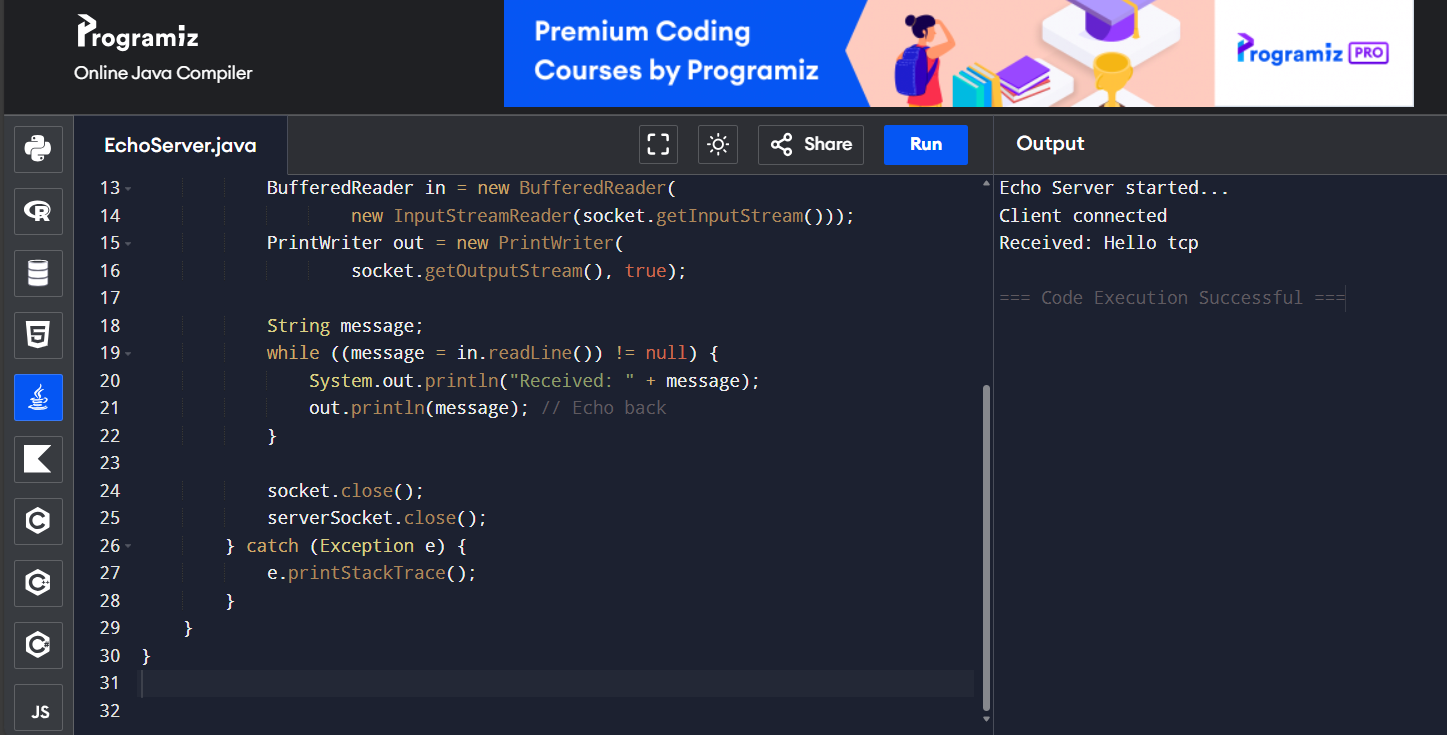 Programiz
Online Java Compiler
Premium Coding
Courses by Programiz
Programiz PRO
EchoServer.java
Share
Run
Output
13 BufferedReader in = new BufferedReader(
14 new InputStreamReader(socket.getInputStream()));
15 PrintWriter out = new PrintWriter(
16 socket.getOutputStream(), true);
17
18 String message;
19 while ((message = in.readLine()) != null) {
20 System.out.println("Received: " + message);
21 out.println(message); // Echo back
22 }
23
24 socket.close();
25 serverSocket.close();
26 } catch (Exception e) {
27 e.printStackTrace();
28 }
29 }
30 }
31
32
Echo Server started...
Client connected
Received: Hello tcp
=== Code Execution Successful ===
R
5
C
C++
C#
JS